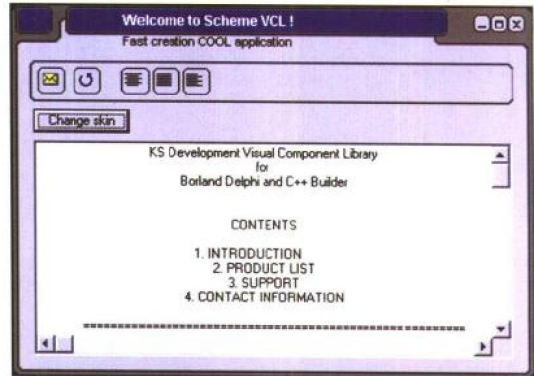 Welcome to Scheme VCL !
Fast creation COOL application
Change skin
KS Development Visual Component Library
for
Borland Delphi and C++ Builder
CONTENTS
1. INTRODUCTION
2. PRODUCT LIST
3. SUPPORT
4. CONTACT INFORMATION